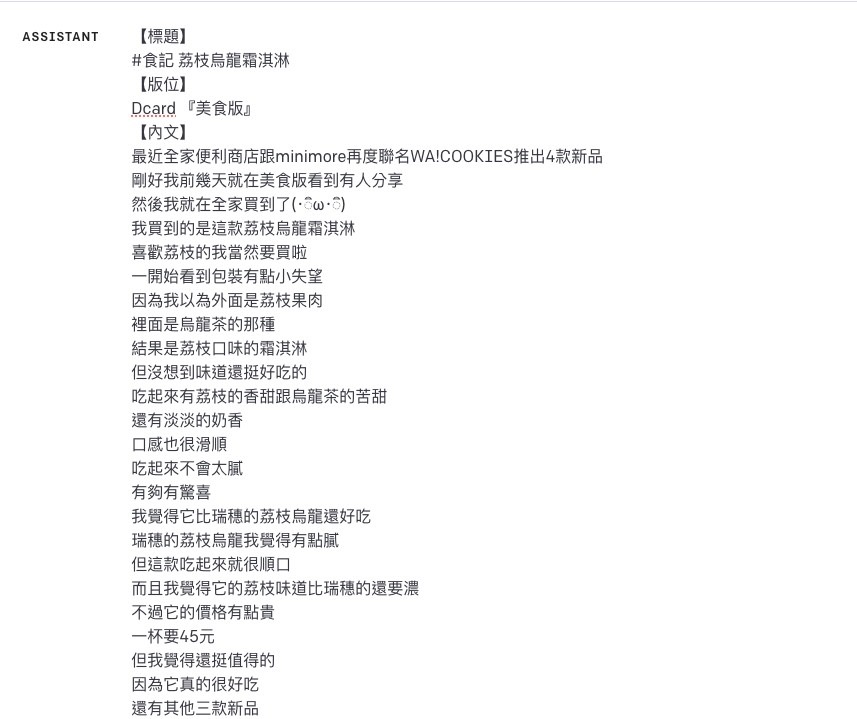 ASSISTANT
【標題】
#食記 荔枝烏龍霜淇淋
【版位】
Dcard 『美食版』
【內文】
最近全家便利商店跟minimore再度聯名WA!COOKIES推出4款新品
剛好我前幾天就在美食版看到有人分享
然後我就在全家買到了(･ิω･ิ)
我買到的是這款荔枝烏龍霜淇淋
喜歡荔枝的我當然要買啦
一開始看到包裝有點小失望
因為我以為外面是荔枝果肉
裡面是烏龍茶的那種
結果是荔枝口味的霜淇淋
但沒想到味道還挺好吃的
吃起來有荔枝的香甜跟烏龍茶的苦甜
還有淡淡的奶香
口感也很滑順
吃起來不會太膩
有夠有驚喜
我覺得它比瑞穗的荔枝烏龍還好吃
瑞穗的荔枝烏龍我覺得有點膩
但這款吃起來就很順口
而且我覺得它的荔枝味道比瑞穗的還要濃
不過它的價格有點貴
一杯要45元
但我覺得還挺值得的
因為它真的很好吃
還有其他三款新品